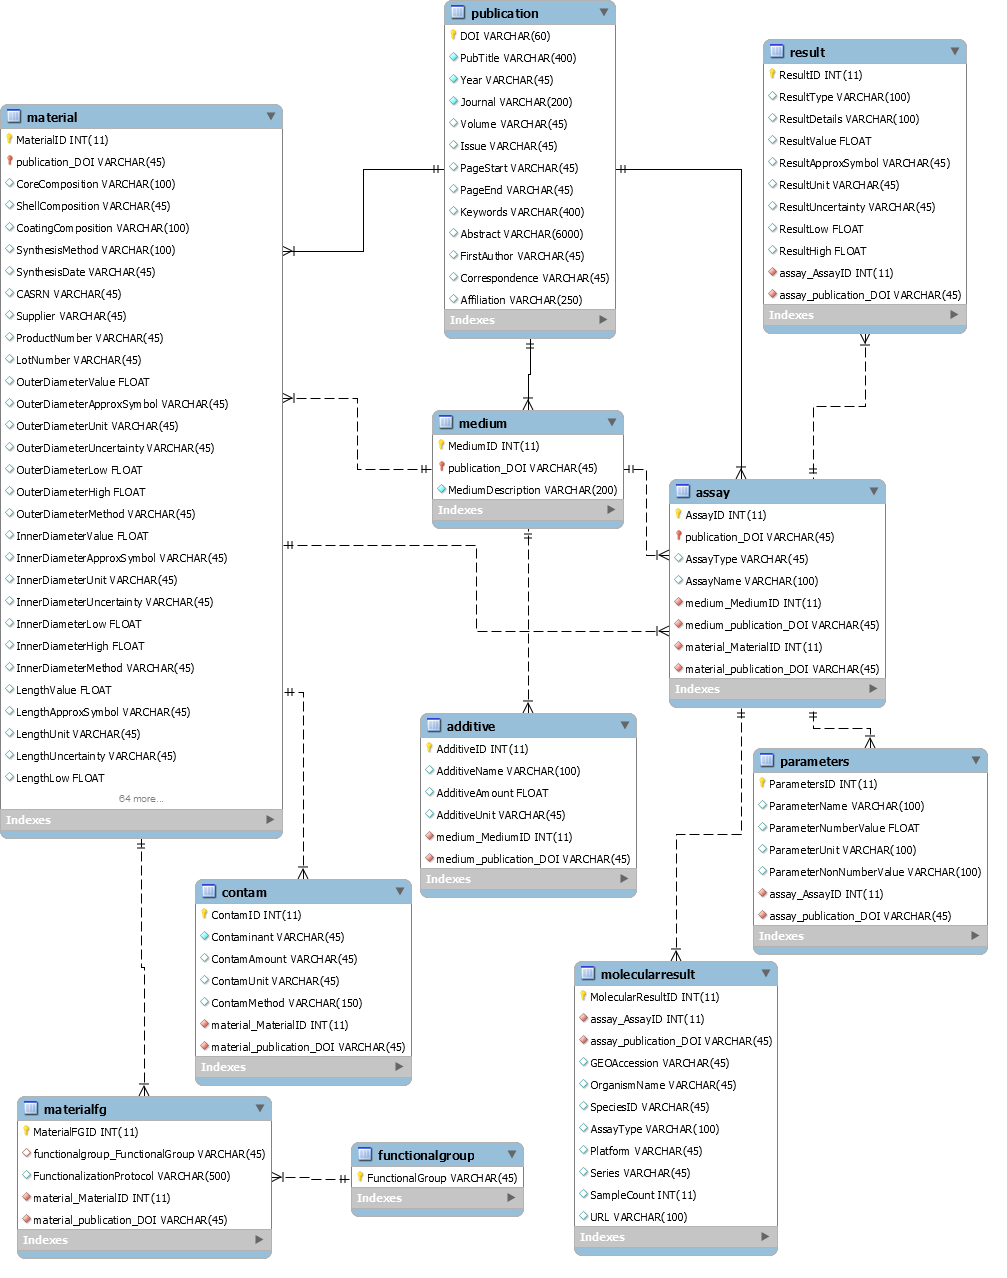 publication
DOI VARCHAR(60)
PubTitle VARCHAR(400)
Year VARCHAR(45)
Journal VARCHAR(200)
Volume VARCHAR(45)
Issue VARCHAR(45)
PageStart VARCHAR(45)
PageEnd VARCHAR(45)
Keywords VARCHAR(400)
Abstract VARCHAR(6000)
FirstAuthor VARCHAR(45)
Correspondence VARCHAR(45)
Affiliation VARCHAR(250)
Indexes
result
ResultID INT(11)
ResultType VARCHAR(100)
ResultDetails VARCHAR(100)
ResultValue FLOAT
ResultApproxSymbol VARCHAR(45)
ResultUnit VARCHAR(45)
ResultUncertainty VARCHAR(45)
ResultLow FLOAT
ResultHigh FLOAT
assay_AssayID INT(11)
assay_publication_DOI VARCHAR(45)
Indexes
material
MaterialID INT(11)
publication_DOI VARCHAR(45)
CoreComposition VARCHAR(100)
ShellComposition VARCHAR(45)
CoatingComposition VARCHAR(100)
SynthesisMethod VARCHAR(100)
SynthesisDate VARCHAR(45)
CASRN VARCHAR(45)
Supplier VARCHAR(45)
ProductNumber VARCHAR(45)
LotNumber VARCHAR(45)
OuterDiameterValue FLOAT
OuterDiameterApproxSymbol VARCHAR(45)
OuterDiameterUnit VARCHAR(45)
OuterDiameterUncertainty VARCHAR(45)
OuterDiameterLow FLOAT
OuterDiameterHigh FLOAT
OuterDiameterMethod VARCHAR(45)
InnerDiameterValue FLOAT
InnerDiameterApproxSymbol VARCHAR(45)
InnerDiameterUnit VARCHAR(45)
InnerDiameterUncertainty VARCHAR(45)
InnerDiameterLow FLOAT
InnerDiameterHigh FLOAT
InnerDiameterMethod VARCHAR(45)
LengthValue FLOAT
LengthApproxSymbol VARCHAR(45)
LengthUnit VARCHAR(45)
LengthUncertainty VARCHAR(45)
LengthLow FLOAT
64 more...
Indexes
medium
MediumID INT(11)
publication_DOI VARCHAR(45)
MediumDescription VARCHAR(200)
Indexes
assay
AssayID INT(11)
publication_DOI VARCHAR(45)
AssayType VARCHAR(45)
AssayName VARCHAR(100)
medium_MediumID INT(11)
medium_publication_DOI VARCHAR(45)
material_MaterialID INT(11)
material_publication_DOI VARCHAR(45)
Indexes
additive
AdditiveID INT(11)
AdditiveName VARCHAR(100)
AdditiveAmount FLOAT
AdditiveUnit VARCHAR(45)
medium_MediumID INT(11)
medium_publication_DOI VARCHAR(45)
Indexes
parameters
ParametersID INT(11)
ParameterName VARCHAR(100)
ParameterNumberValue FLOAT
ParameterUnit VARCHAR(100)
ParameterNonNumberValue VARCHAR(100)
assay_AssayID INT(11)
assay_publication_DOI VARCHAR(45)
Indexes
contam
ContamID INT(11)
Contaminant VARCHAR(45)
ContamAmount VARCHAR(45)
ContamUnit VARCHAR(45)
ContamMethod VARCHAR(150)
material_MaterialID INT(11)
material_publication_DOI VARCHAR(45)
Indexes
molecularresult
MolecularResultID INT(11)
assay_AssayID INT(11)
assay_publication_DOI VARCHAR(45)
GEOAccession VARCHAR(45)
OrganismName VARCHAR(45)
SpeciesID VARCHAR(45)
AssayType VARCHAR(100)
Platform VARCHAR(45)
Series VARCHAR(45)
SampleCount INT(11)
URL VARCHAR(100)
Indexes
materialfg
MaterialFGID INT(11)
functionalgroup_FunctionalGroup VARCHAR(45)
FunctionalizationProtocol VARCHAR(500)
material_MaterialID INT(11)
material_publication_DOI VARCHAR(45)
Indexes
functionalgroup
FunctionalGroup VARCHAR(45)
Indexes